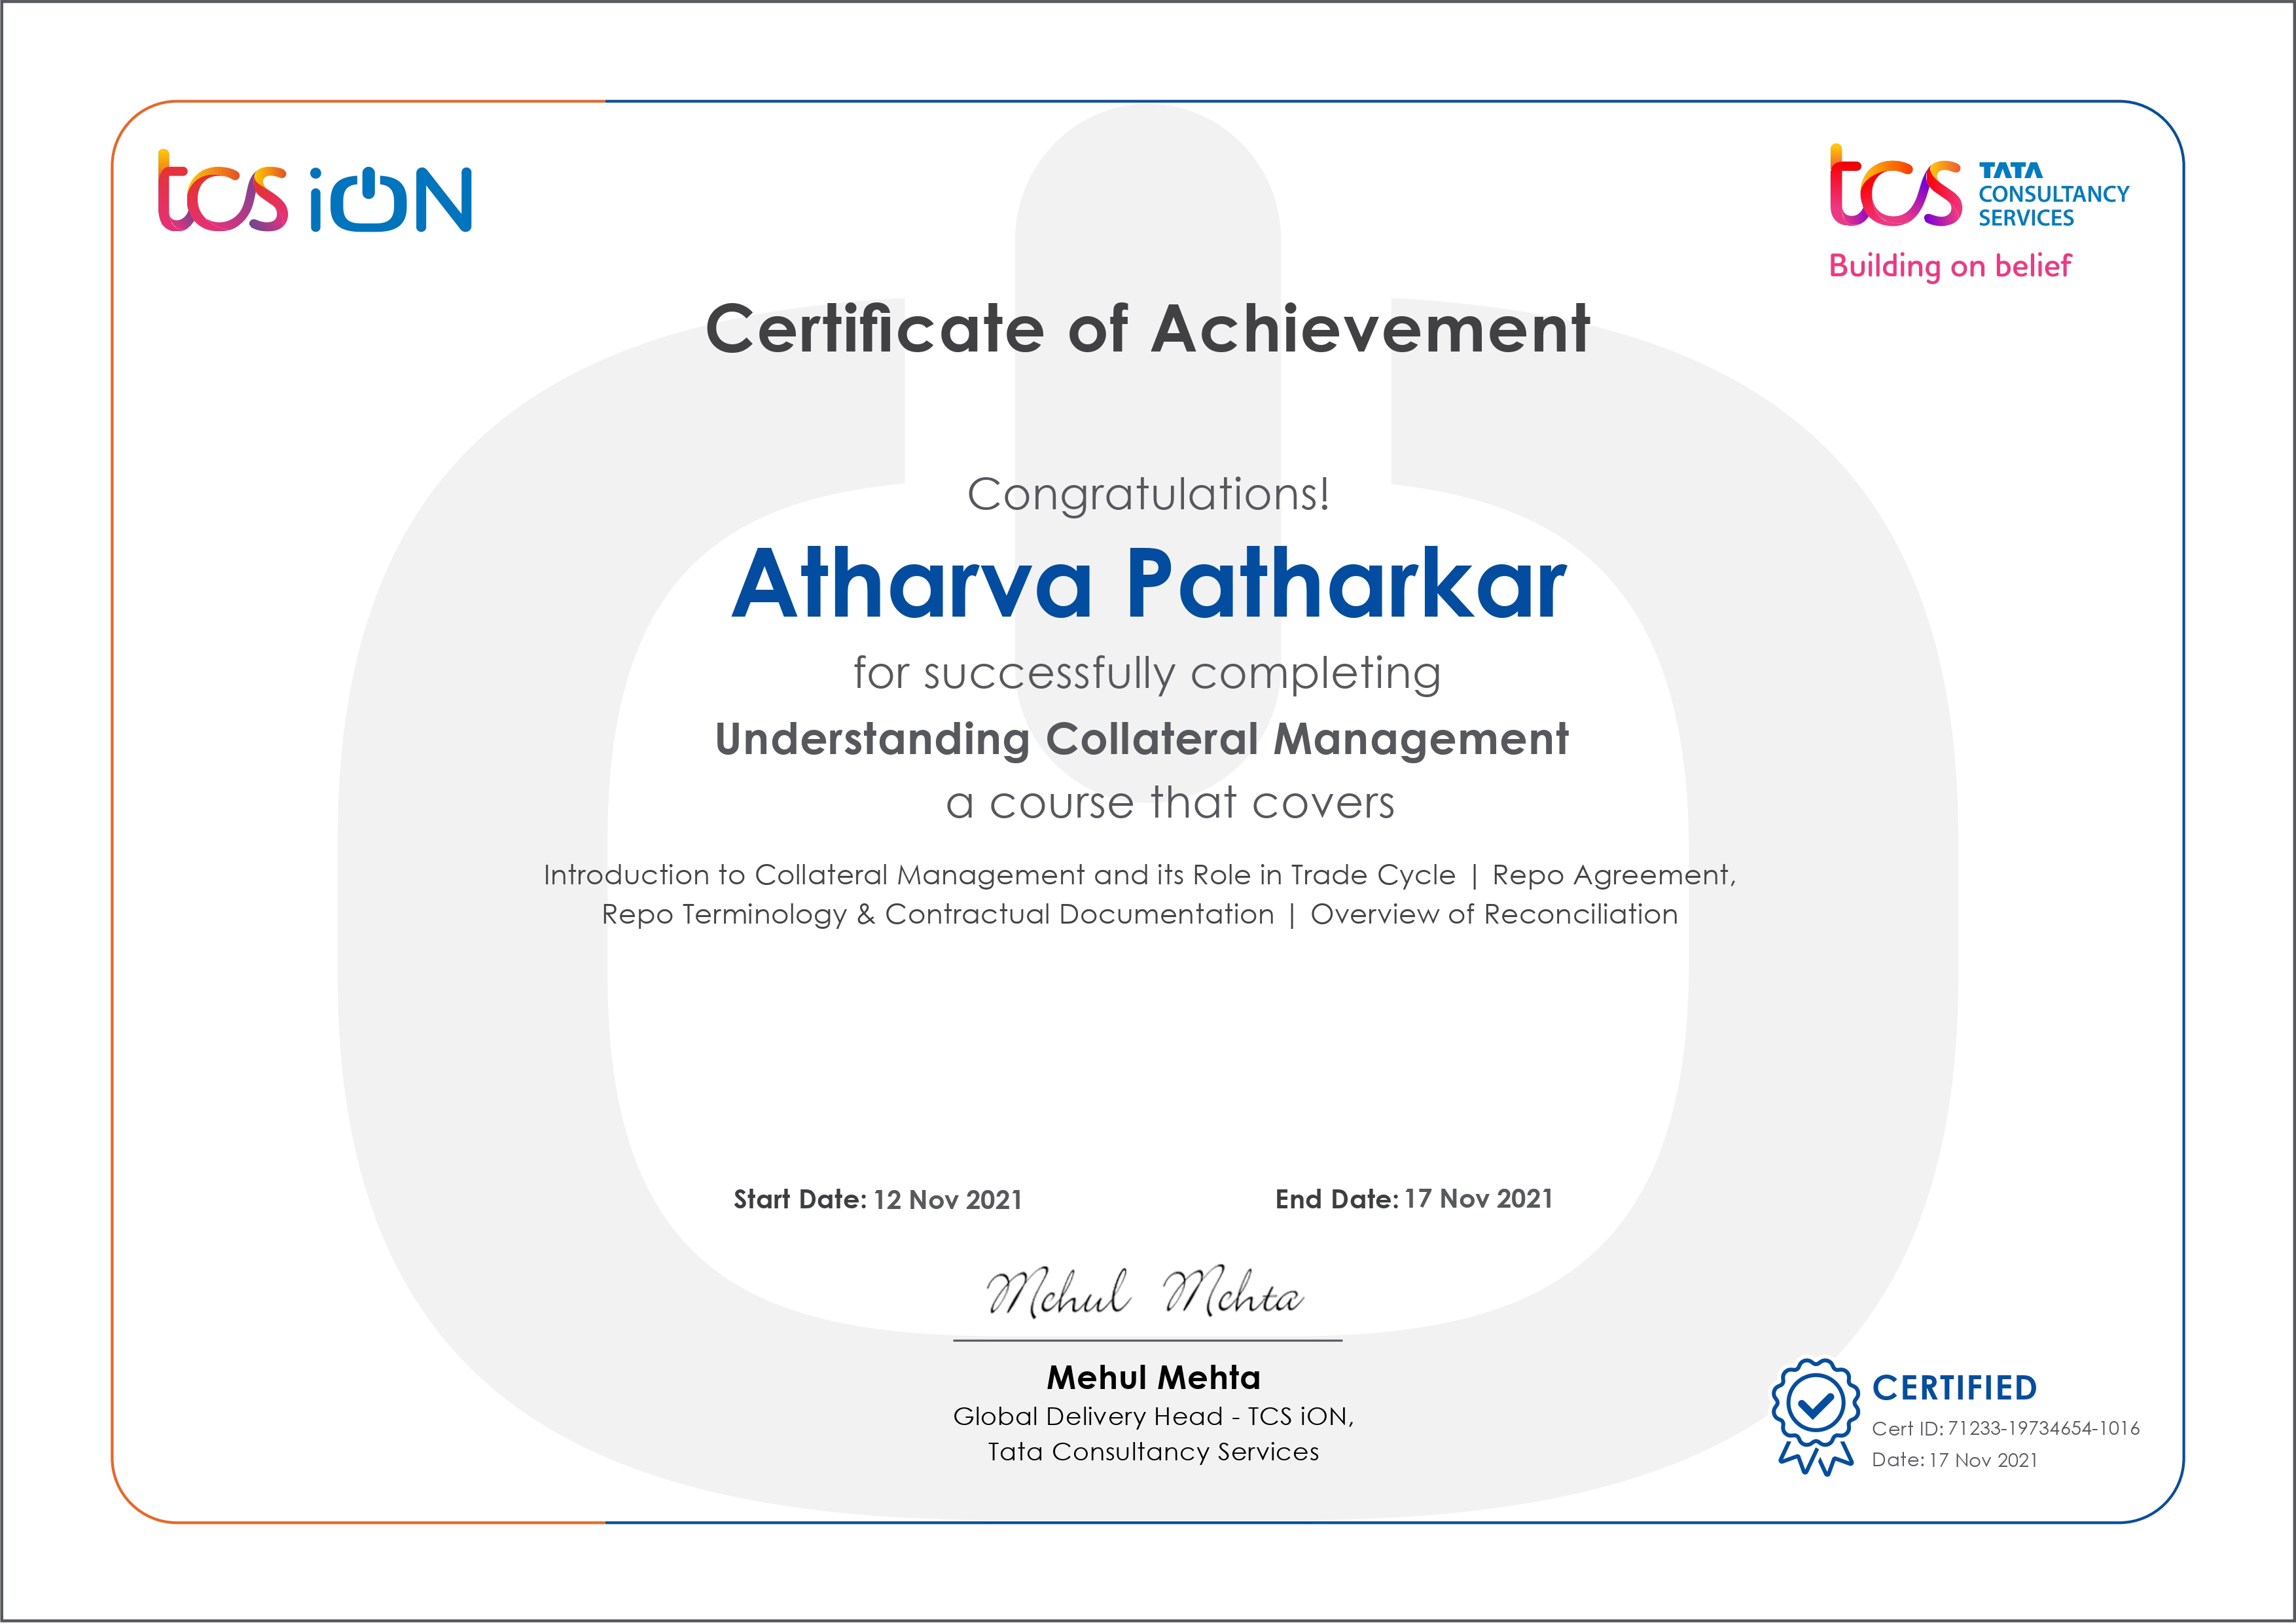 tcs iON
tcs TATA
CONSULTANCY
SERVICES
Building on belief
Certificate of Achievement
Congratulations!
Atharva Patharkar
for successfully completing
Understanding Collateral Management
a course that covers
Introduction to Collateral Management and its Role in Trade Cycle | Repo Agreement,
Repo Terminology & Contractual Documentation | Overview of Reconciliation
Start Date: 12 Nov 2021
End Date: 17 Nov 2021
Mehul Mehta
Mehul Mehta
Global Delivery Head - TCS iON,
Tata Consultancy Services
CERTIFIED
Cert ID: 71233-19734654-1016
Date: 17 Nov 2021